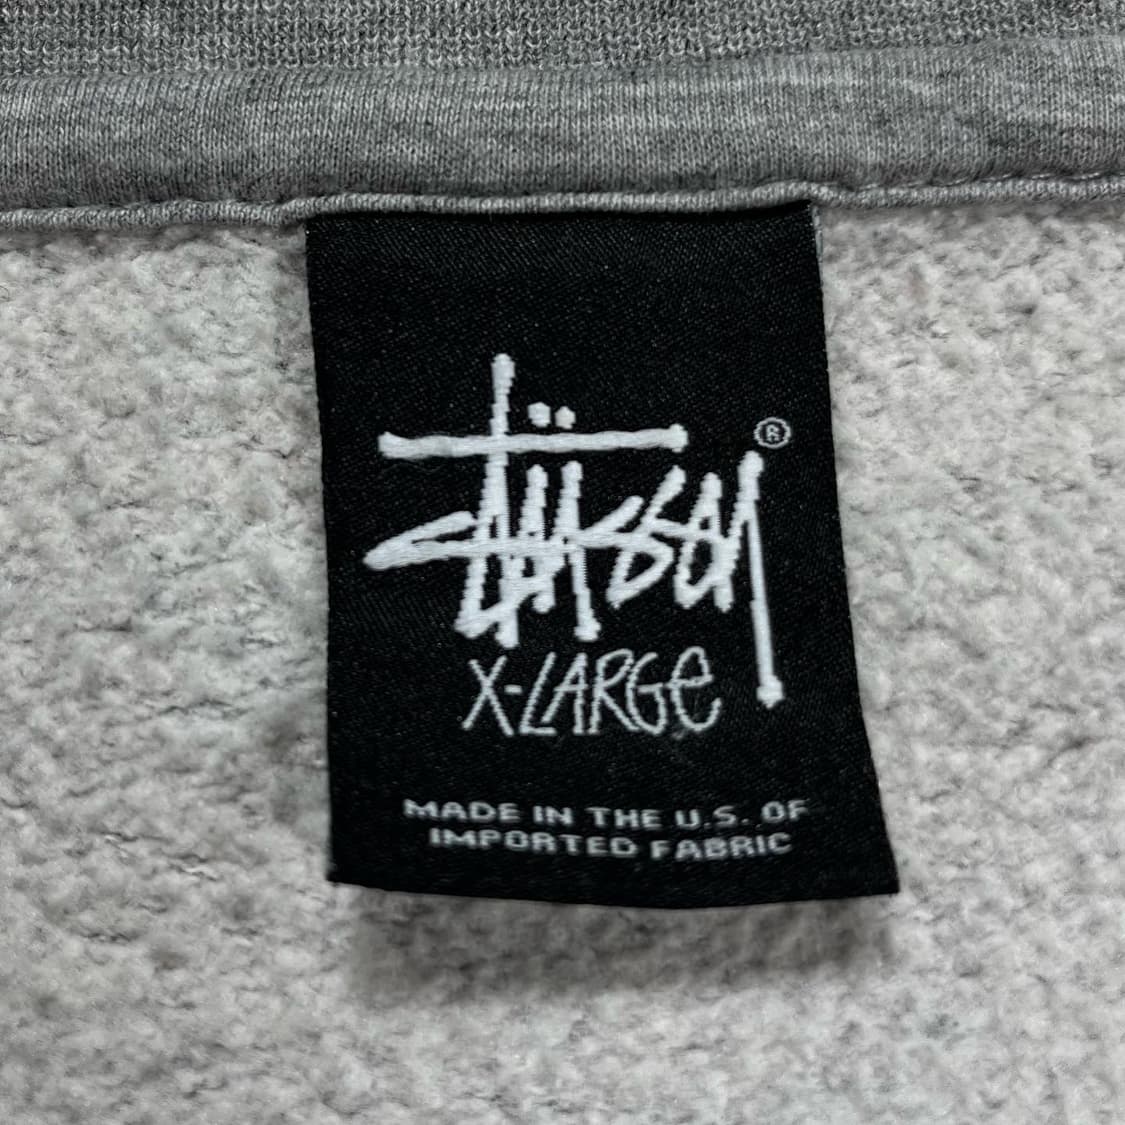 Stüssy ®
X-LARGe
MADE IN THE U.S. OF
IMPORTED FABRIC